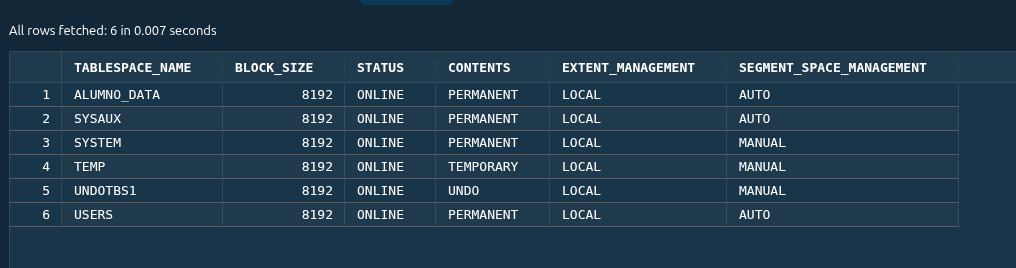 All rows fetched: 6 in 0.007 seconds
TABLESPACE_NAME BLOCK_SIZE STATUS CONTENTS EXTENT_MANAGEMENT SEGMENT_SPACE_MANAGEMENT
1 ALUMNO_DATA 8192 ONLINE PERMANENT LOCAL AUTO
2 SYSAUX 8192 ONLINE PERMANENT LOCAL AUTO
3 SYSTEM 8192 ONLINE PERMANENT LOCAL MANUAL
4 TEMP 8192 ONLINE TEMPORARY LOCAL MANUAL
5 UNDOTBS1 8192 ONLINE UNDO LOCAL MANUAL
6 USERS 8192 ONLINE PERMANENT LOCAL AUTO